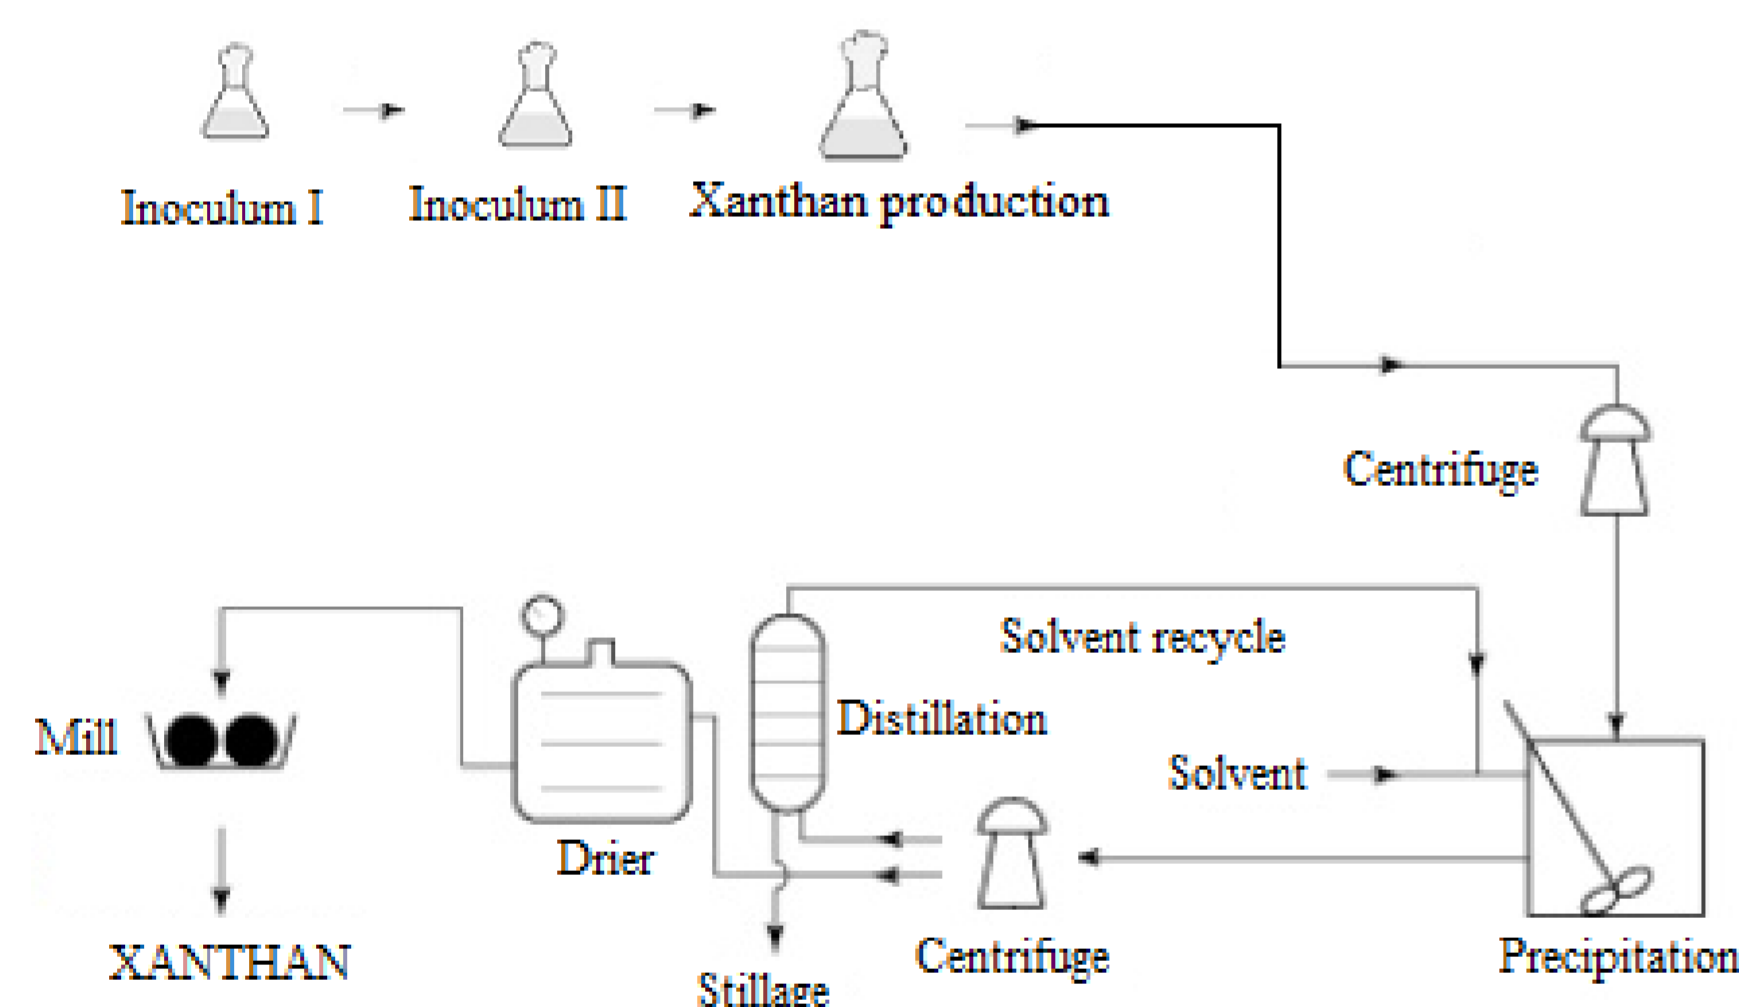 Inoculum I
Inoculum II
Xanthan production
Centrifuge
Solvent recycle
Distillation
Mill
Solvent
Drier
Centrifuge
Precipitation
XANTHAN
Stillage